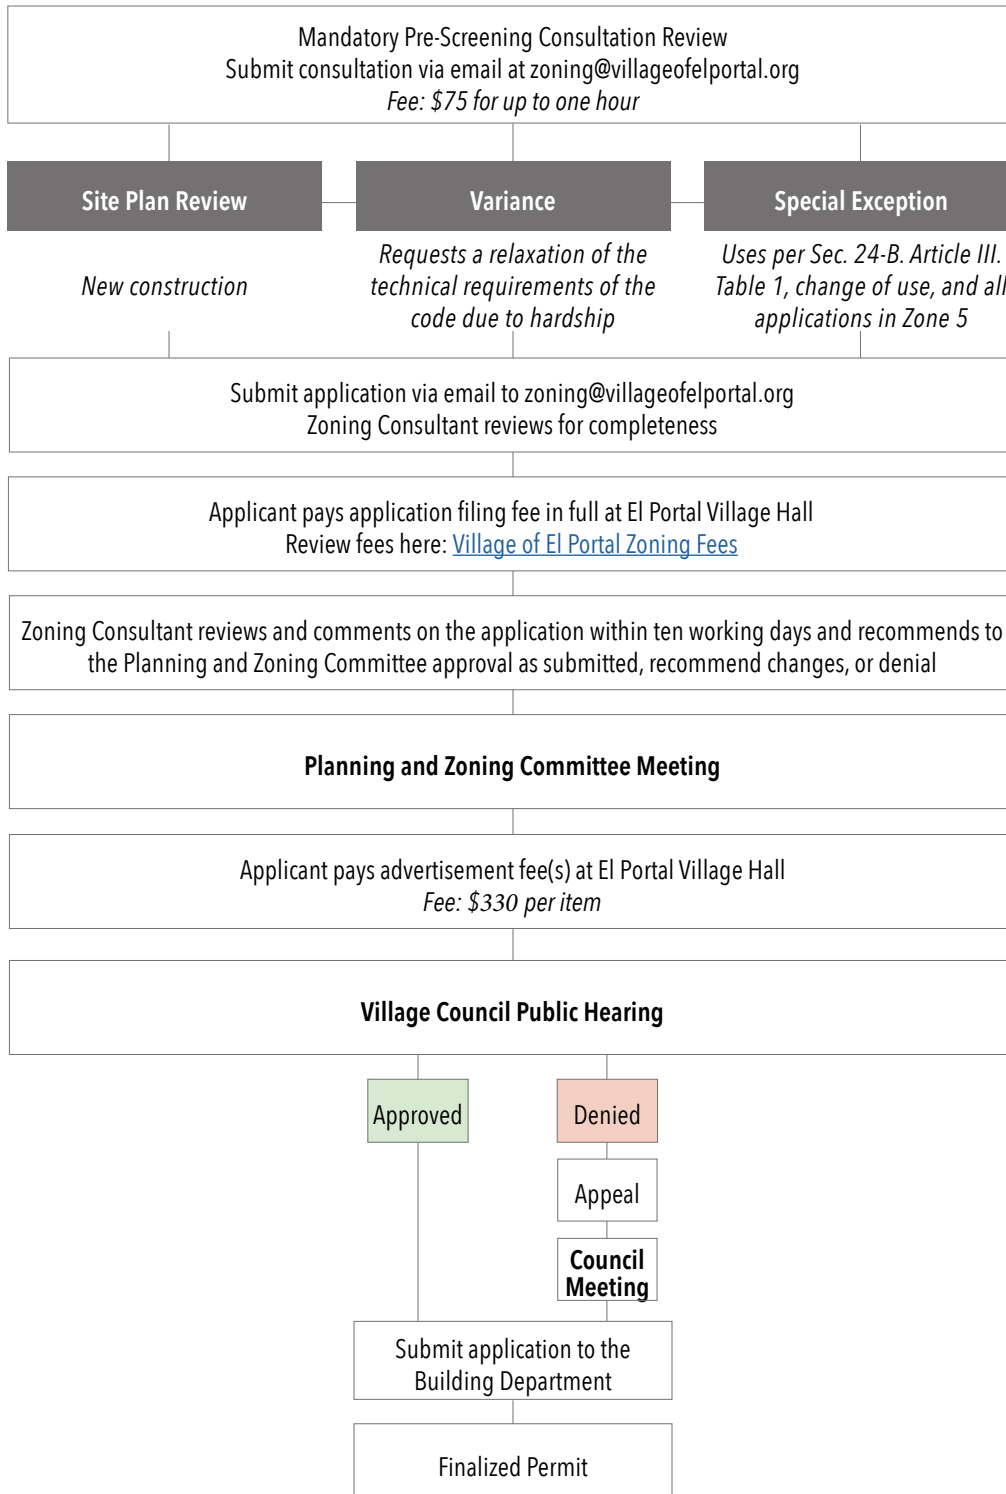 Mandatory Pre-Screening Consultation Review
Submit consultation via email at zoning@villageofelportal.org
Fee: $75 for up to one hour
Site Plan Review
Variance
Special Exception
New construction
Requests a relaxation of the
technical requirements of the
code due to hardship
Uses per Sec. 24-B. Article III.
Table 1, change of use, and all
applications in Zone 5
Submit application via email to zoning@villageofelportal.org
Zoning Consultant reviews for completeness
Applicant pays application filing fee in full at El Portal Village Hall
Review fees here: Village of El Portal Zoning Fees
Zoning Consultant reviews and comments on the application within ten working days and recommends to
the Planning and Zoning Committee approval as submitted, recommend changes, or denial
Planning and Zoning Committee Meeting
Applicant pays advertisement fee(s) at El Portal Village Hall
Fee: $330 per item
Village Council Public Hearing
Approved
Denied
Appeal
Council
Meeting
Submit application to the
Building Department
Finalized Permit